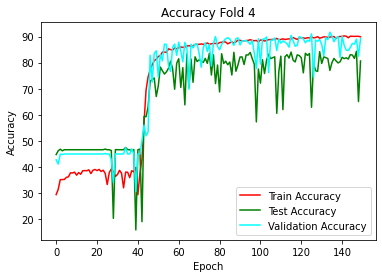 Accuracy Fold 4
Accuracy
90
80
70
60
50
40
30
20
Train Accuracy
Test Accuracy
Validation Accuracy
0 20 40 60 80 100 120 140
Epoch